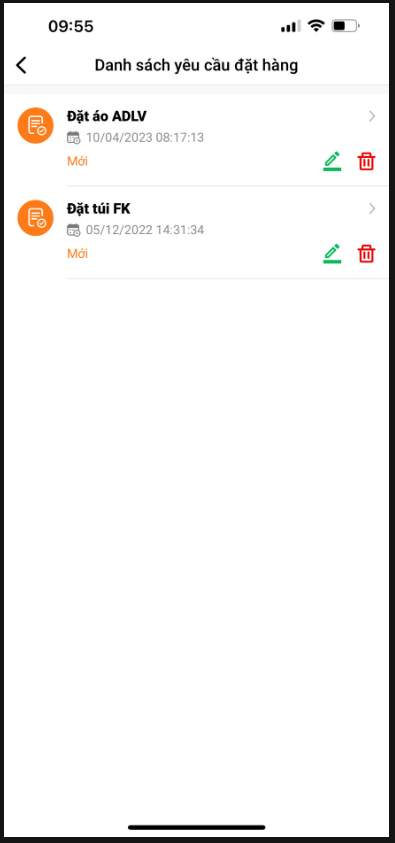 09:55
Danh sách yêu cầu đặt hàng
Đặt áo ADLV
10/04/2023 08:17:13
Mới
Đặt túi FK
05/12/2022 14:31:34
Mới